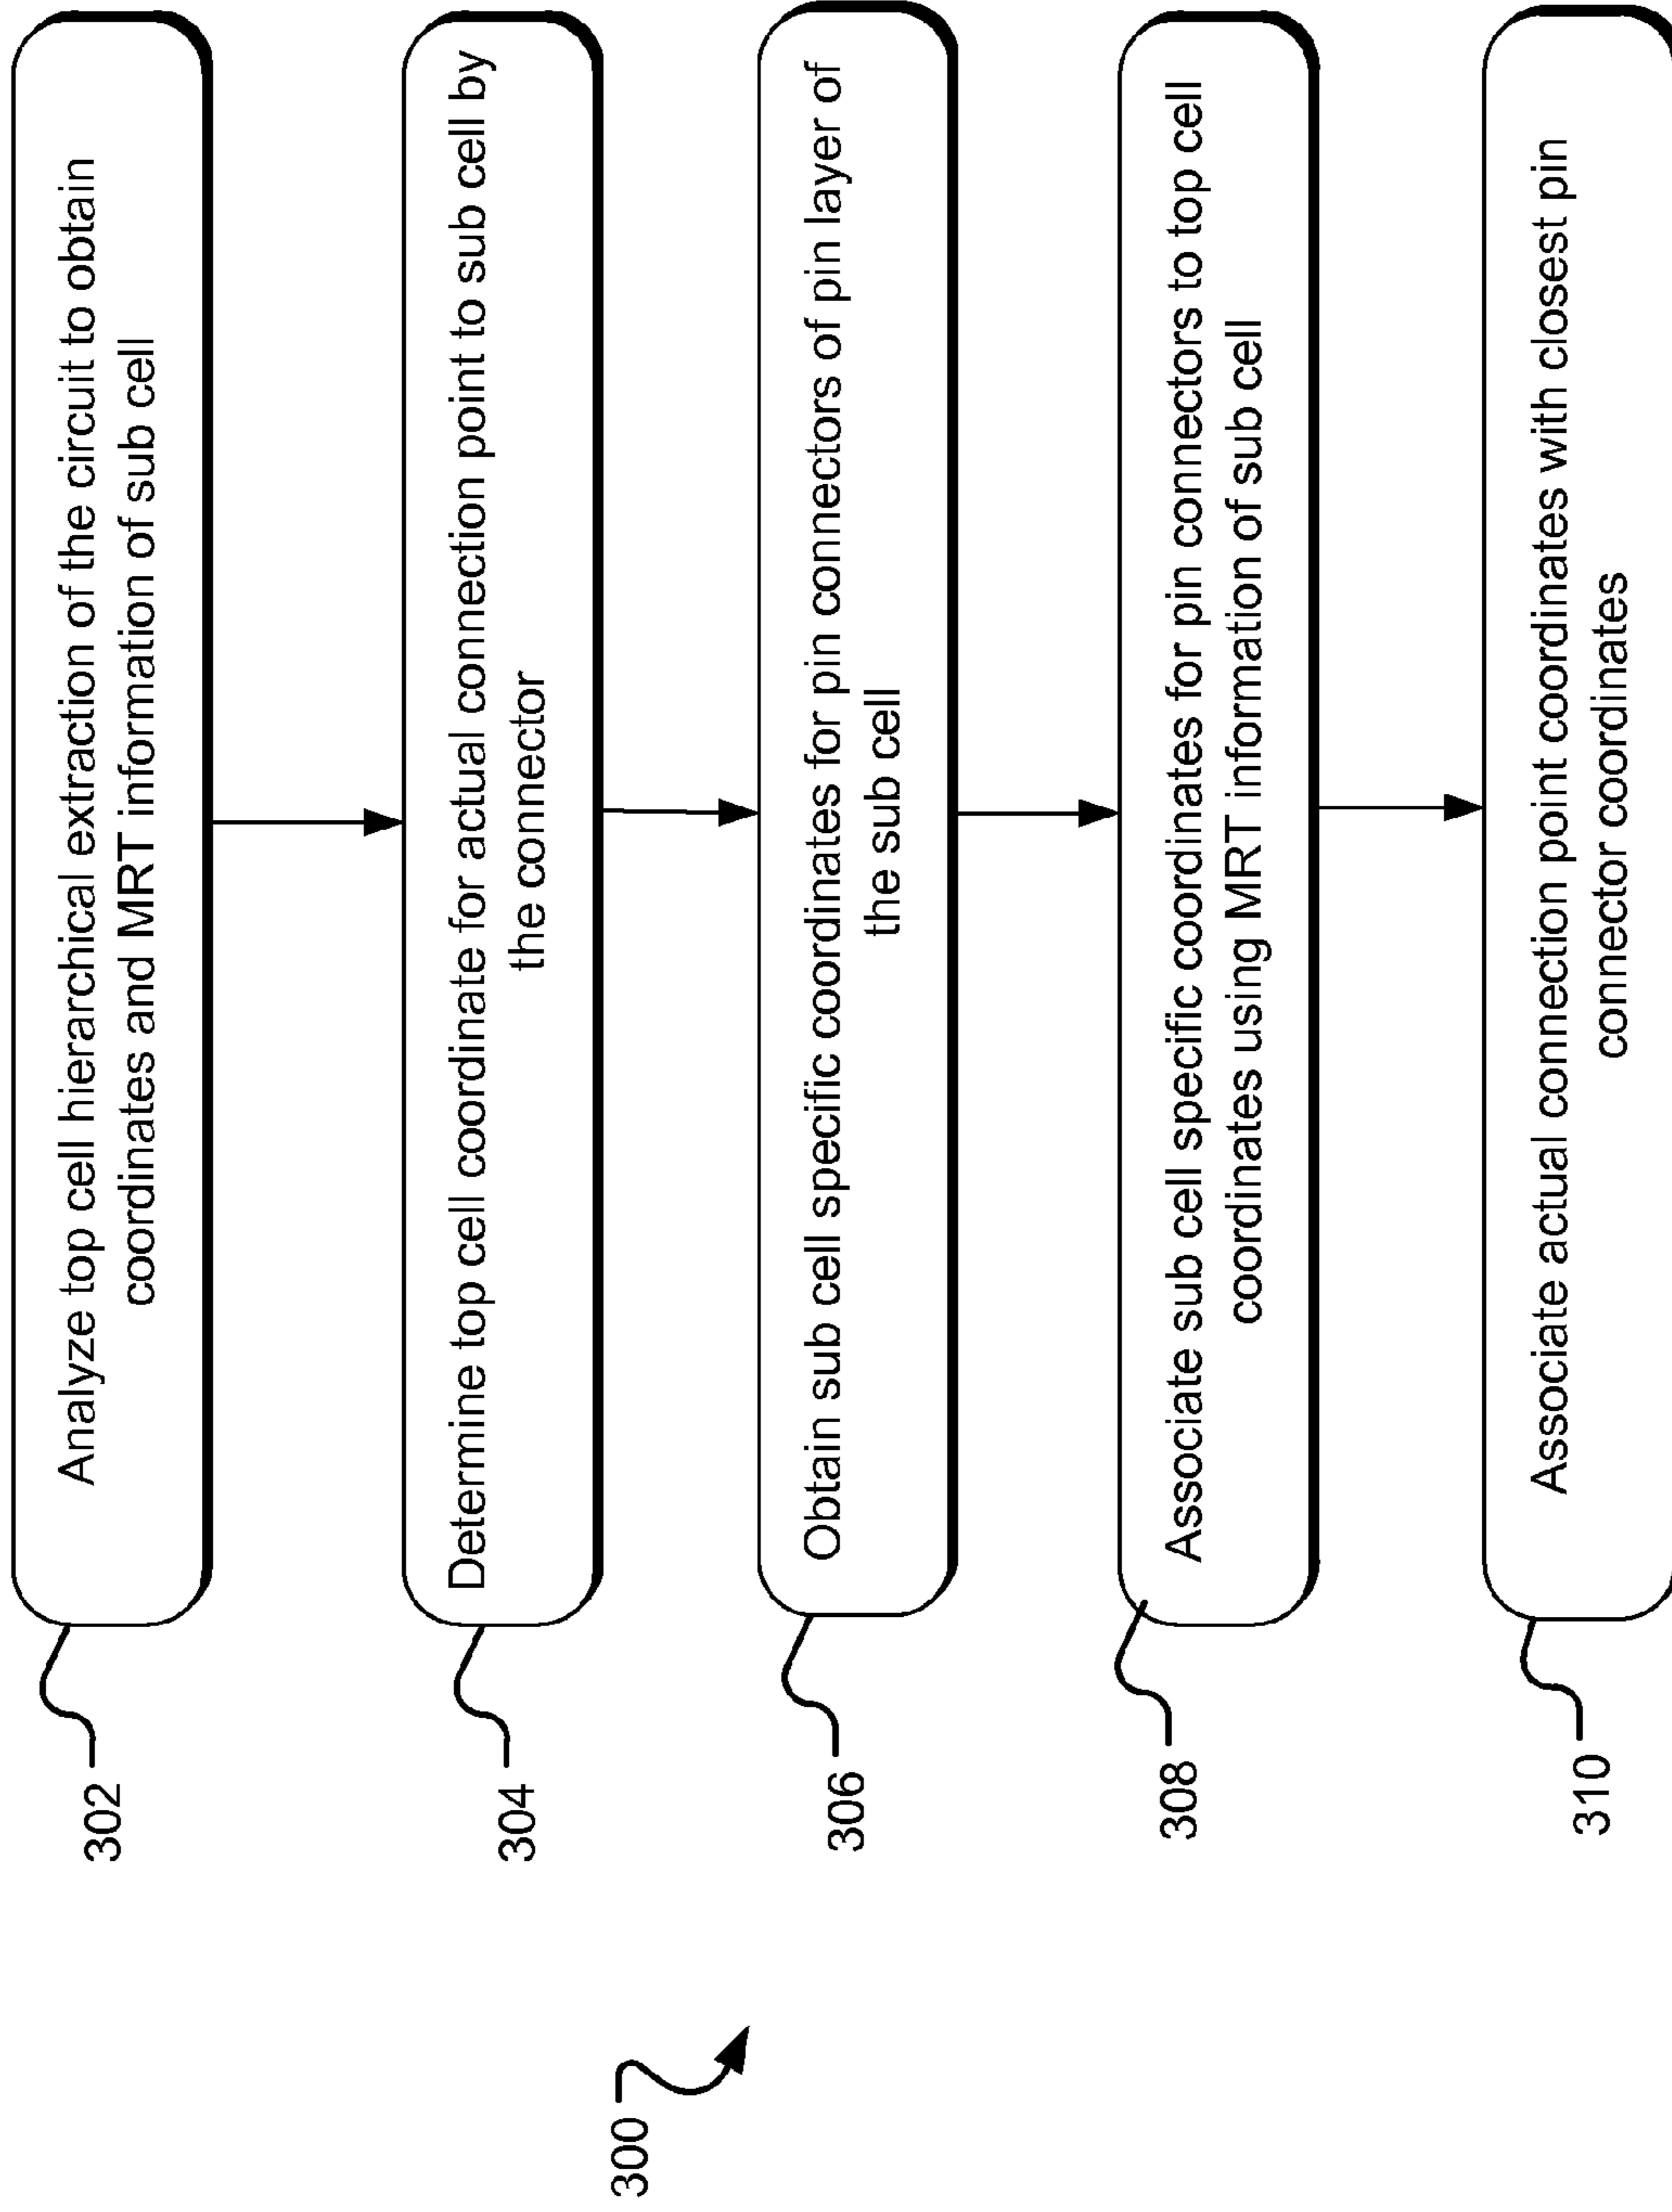 300
302
Analyze top cell hierarchical extraction of the circuit to obtain
coordinates and MRT information of sub cell
304
Determine top cell coordinate for actual connection point to sub cell by
the connector
306
Obtain sub cell specific coordinates for pin connectors of pin layer of
the sub cell
308
Associate sub cell specific coordinates for pin connectors to top cell
coordinates using MRT information of sub cell
310
Associate actual connection point coordinates with closest pin
connector coordinates